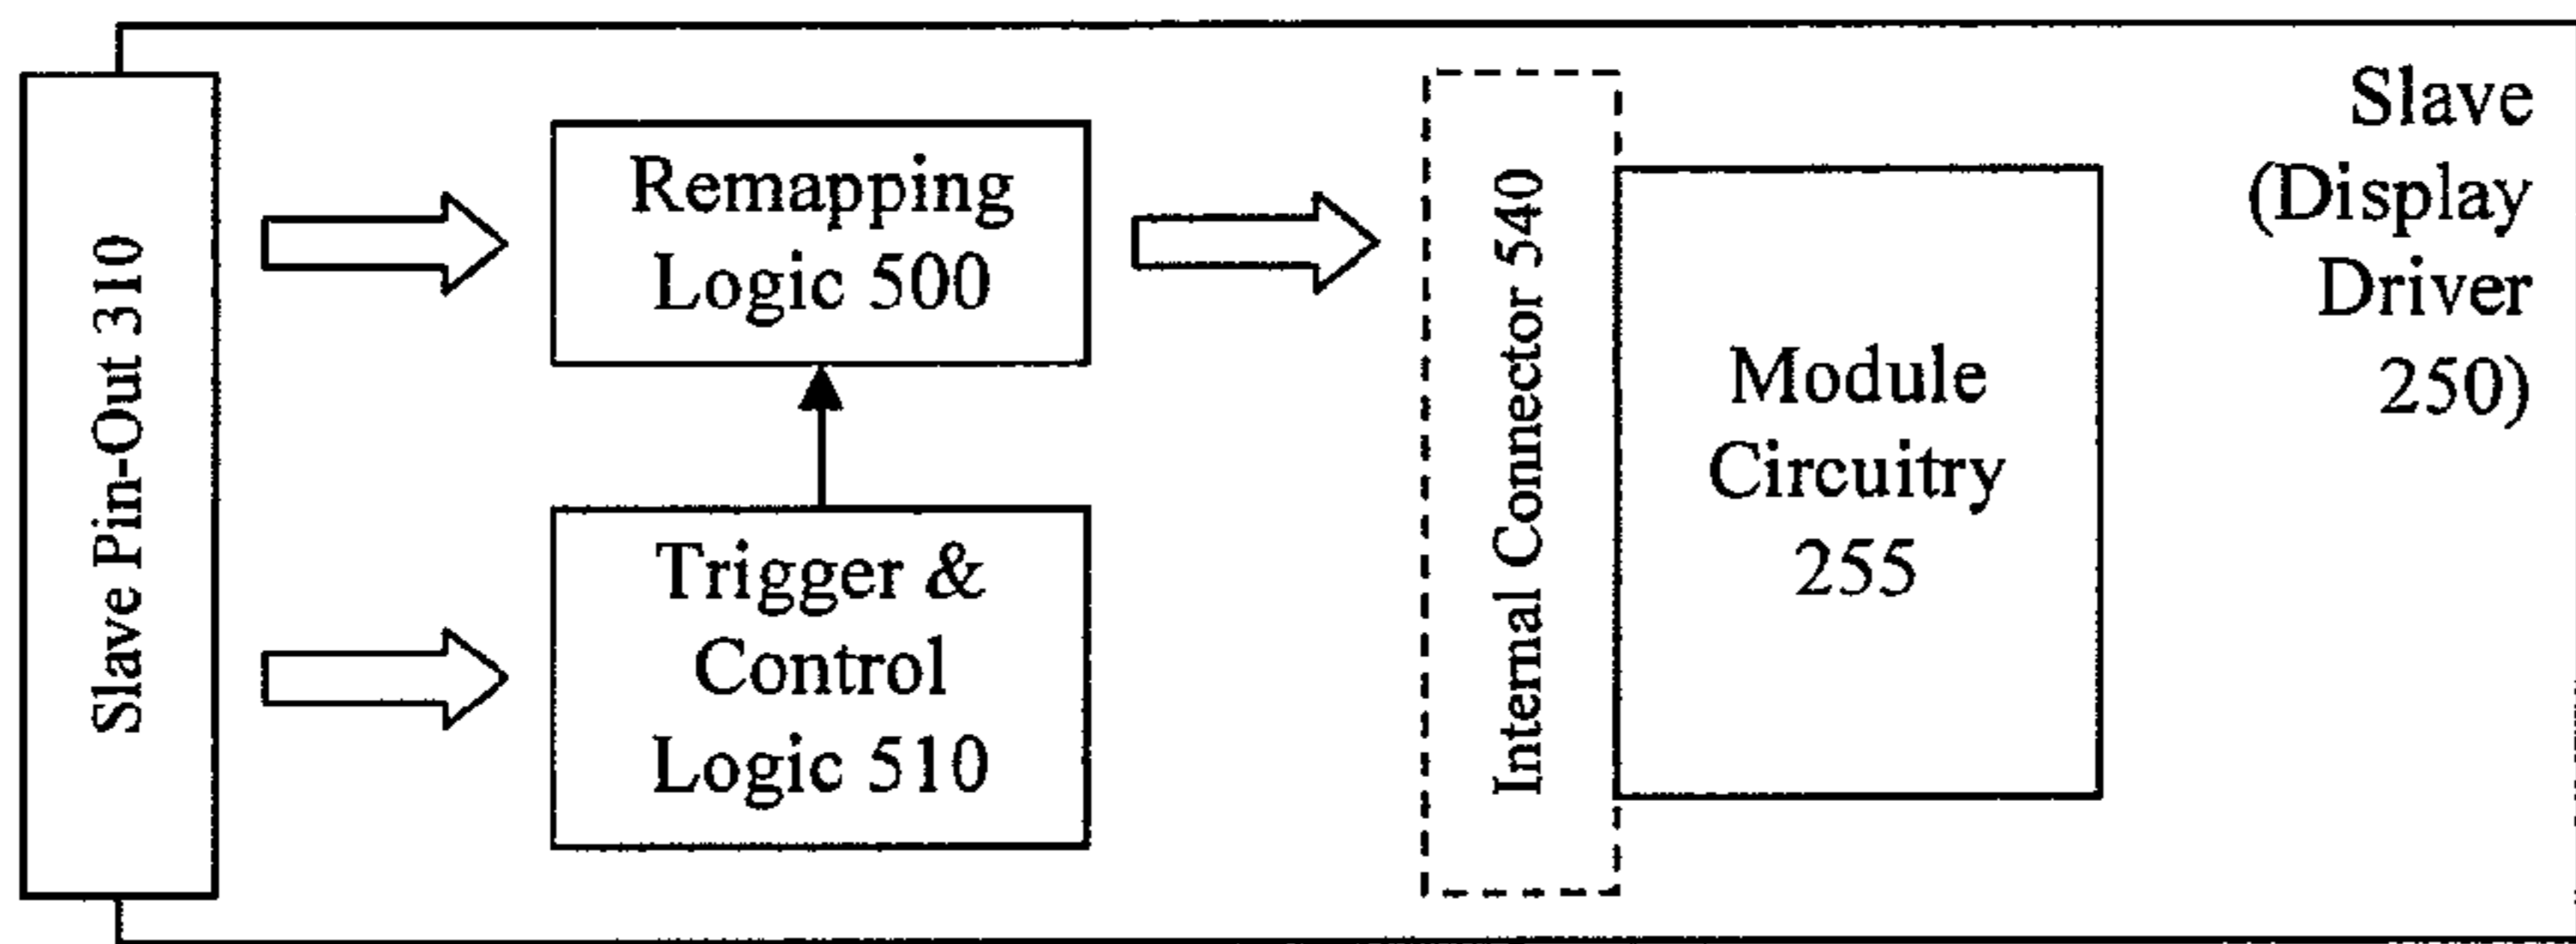 Slave Pin-Out 310
Remapping
Logic 500
Trigger &
Control
Logic 510
Internal Connector 540
Module
Circuitry
255
Slave
(Display
Driver
250)